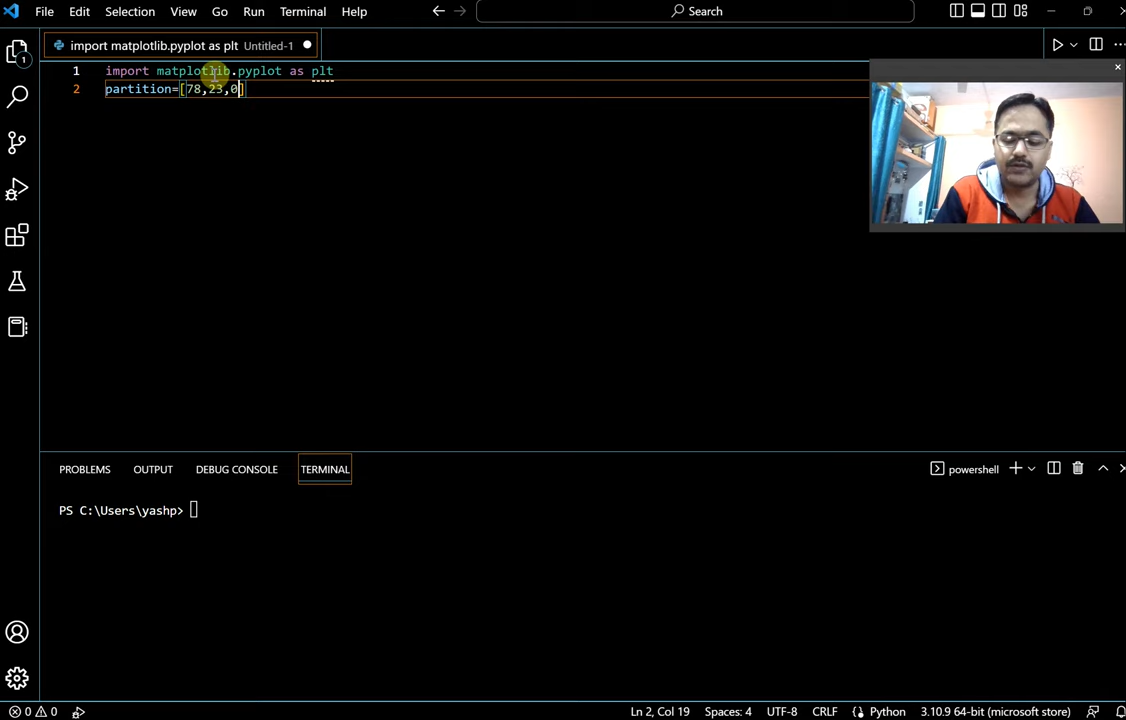 File Edit Selection View Go Run Terminal Help
Search
import matplotlib.pyplot as plt Untitled-1
1 import matplotlib.pyplot as plt
2 partition=[78,23,0]
1
PROBLEMS OUTPUT DEBUG CONSOLE TERMINAL
powershell
PS C:\Users\yashp>
0 0
Ln 2, Col 19 Spaces: 4 UTF-8 CRLF Python 3.10.9 64-bit (microsoft store)